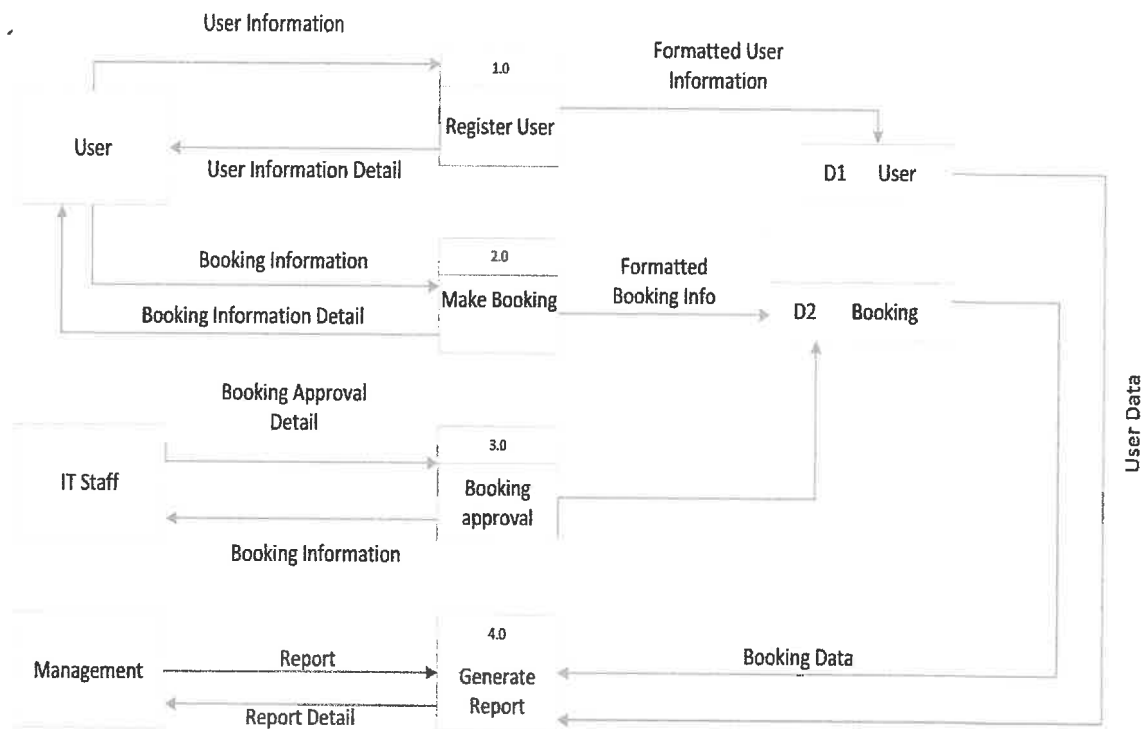 User Information
Formatted User
Information
1.0
Register User
User
User Information Detail
D1 User
Booking Information
2.0
Make Booking
Formatted
Booking Info
Booking Information Detail
D2 Booking
Booking Approval
Detail
User Data
3.0
IT Staff
Booking
approval
Booking Information
4.0
Management
Report
Generate
Report
Booking Data
Report Detail